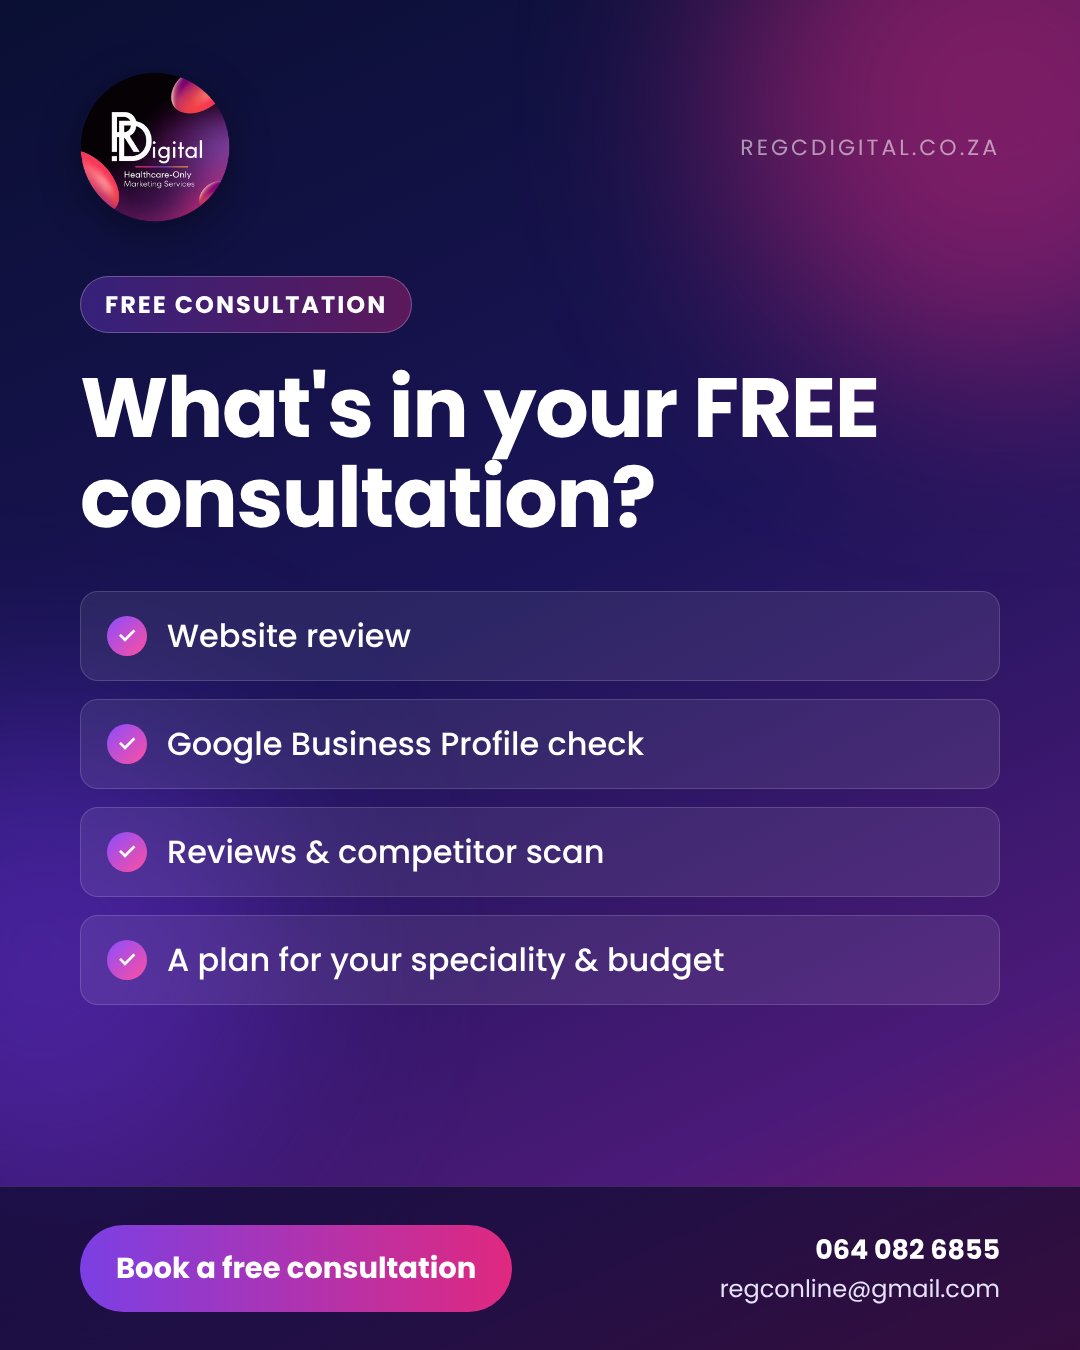 RDigital
Healthcare-Only
Marketing Services
REGCDIGITAL.CO.ZA
FREE CONSULTATION
What's in your FREE
consultation?
Website review
Google Business Profile check
Reviews & competitor scan
A plan for your speciality & budget
Book a free consultation
064 082 6855
regconline@gmail.com